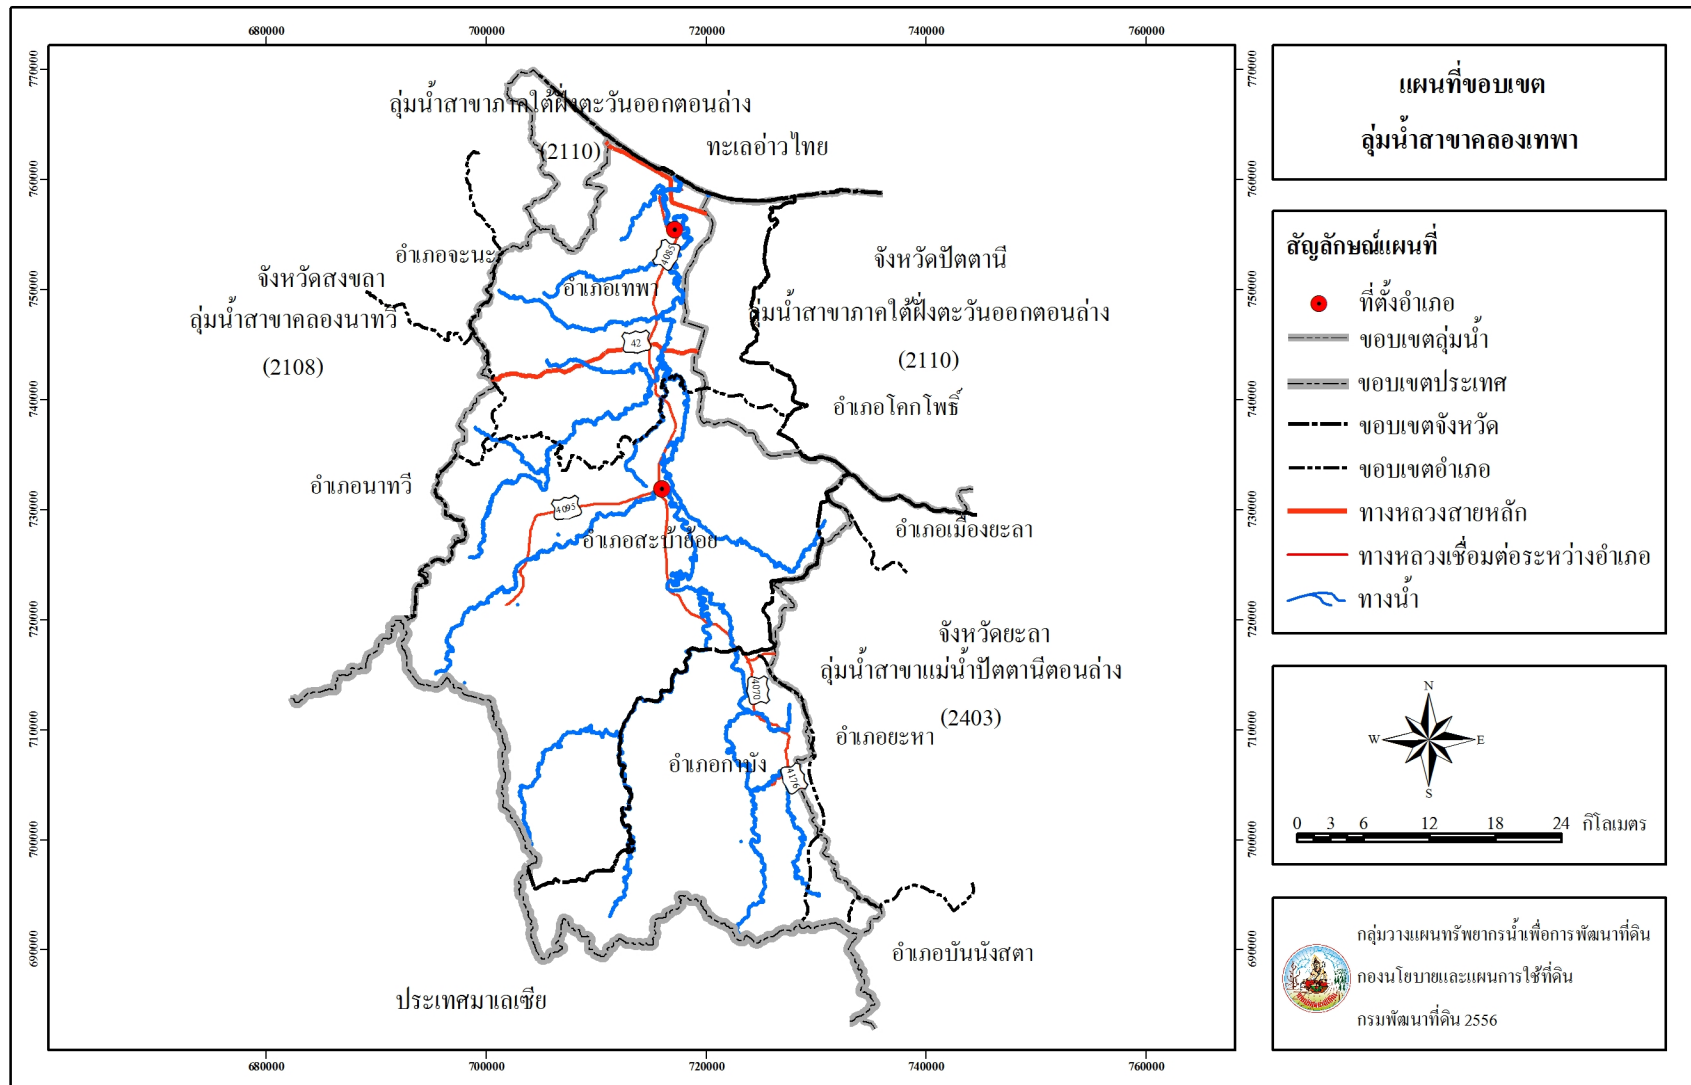 680000 700000 720000 740000 760000
770000 770000
760000 760000
750000 750000
740000 740000
730000 730000
720000 720000
710000 710000
700000 700000
690000 690000
680000 700000 720000 740000 760000
ลุ่มน้ำสาขาภาคใต้ฝั่งตะวันออกตอนล่าง
(2110)
ทะเลอ่าวไทย
อำเภอจะนะ
จังหวัดสงขลา
ลุ่มน้ำสาขาคลองนาทวี
(2108)
อำเภอเทพา
4085
42
จังหวัดปัตตานี
ลุ่มน้ำสาขาภาคใต้ฝั่งตะวันออกตอนล่าง
(2110)
อำเภอโคกโพธิ์
อำเภอนาทวี
4095
อำเภอสะบ้าย้อย
อำเภอเมืองยะลา
จังหวัดยะลา
ลุ่มน้ำสาขาแม่น้ำปัตตานีตอนล่าง
(2403)
4070
อำเภอยะหา
อำเภอกาบัง
4176
อำเภอบันนังสตา
ประเทศมาเลเซีย
แผนที่ขอบเขต
ลุ่มน้ำสาขาคลองเทพา
สัญลักษณ์แผนที่
ที่ตั้งอำเภอ
ขอบเขตลุ่มน้ำ
ขอบเขตประเทศ
ขอบเขตจังหวัด
ขอบเขตอำเภอ
ทางหลวงสายหลัก
ทางหลวงเชื่อมต่อระหว่างอำเภอ
ทางน้ำ
N
W E
S
0 3 6 12 18 24 กิโลเมตร
กลุ่มวางแผนทรัพยากรน้ำเพื่อการพัฒนาที่ดิน
กองนโยบายและแผนการใช้ที่ดิน
กรมพัฒนาที่ดิน 2556